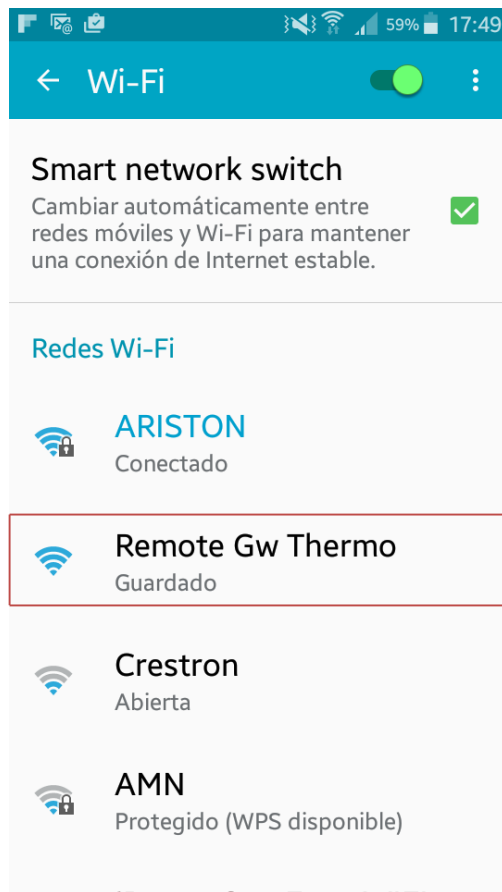 59% 17:49
Wi-Fi
Smart network switch
Cambiar automáticamente entre
redes móviles y Wi-Fi para mantener
una conexión de Internet estable.
Redes Wi-Fi
ARISTON
Conectado
Remote Gw Thermo
Guardado
Crestron
Abierta
AMN
Protegido (WPS disponible)